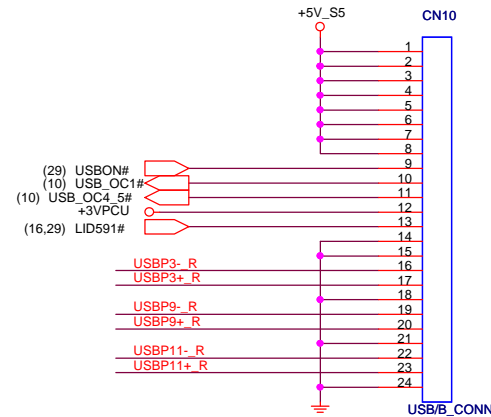 +5V_S5
CN10
1
2
3
4
5
6
7
8
(29) USBON# 9
(10) USB_OC1# 10
(10) USB_OC4_5# 11
+3VPCU 12
(16,29) LID591# 13
14
15
USBP3-_R 16
USBP3+_R 17
18
USBP9-_R 19
USBP9+_R 20
21
USBP11-_R 22
USBP11+_R 23
24
USB/B_CONN